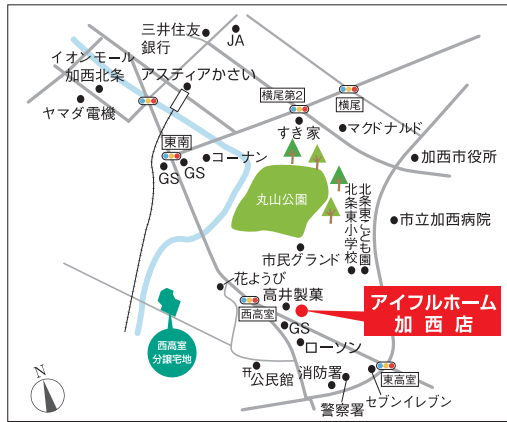 三井住友
銀行
JA
イオンモール
加西北条
アスティアかさい
ヤマダ電機
横尾第2
横尾
すき家
マクドナルド
東南
コーナン
GS
GS
加西市役所
丸山公園
北条東こども園
北条東小学校
市立加西病院
市民グランド
花ようび
高井製菓
西高室
GS
アイフルホーム
加西店
ローソン
西高室
分譲宅地
公民館
消防署
東高室
警察署
セブンイレブン
N